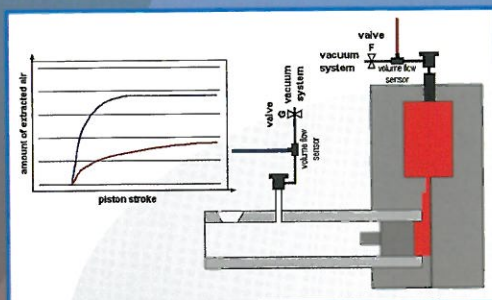 amount of extracted air
piston stroke
valve
F
vacuum
system
volume flow
sensor
valve
G
vacuum
system
volume flow
sensor